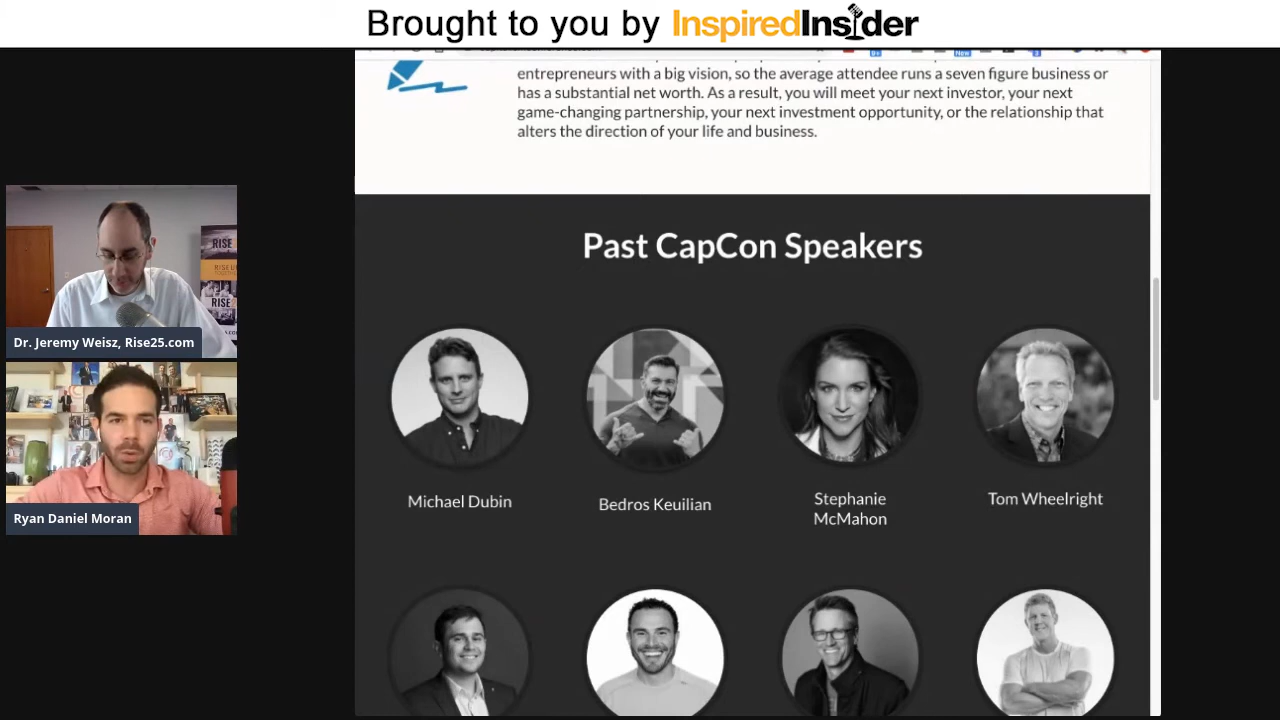 Brought to you by InspiredInsider
entrepreneurs with a big vision, so the average attendee runs a seven figure business or
has a substantial net worth. As a result, you will meet your next investor, your next
game-changing partnership, your next investment opportunity, or the relationship that
alters the direction of your life and business.
Past CapCon Speakers
RISE
RISE U
RISE
Dr. Jeremy Weisz, Rise25.com
Ryan Daniel Moran
Michael Dubin
Bedros Keuilian
Stephanie
McMahon
Tom Wheelright